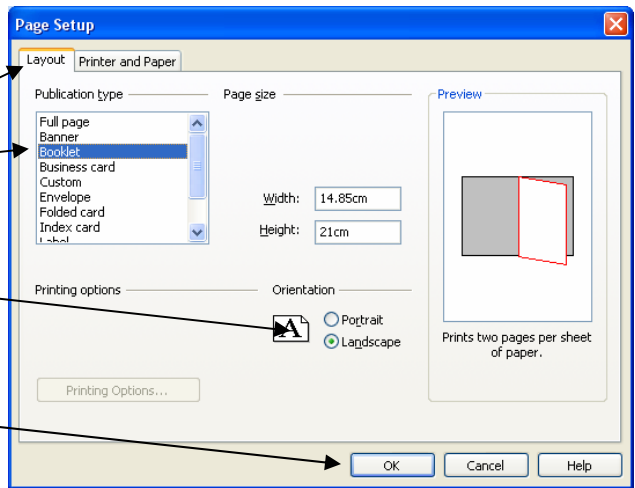 Page Setup
Layout Printer and Paper
Publication type Page size Preview
Full page
Banner
Booklet
Business card
Custom
Envelope
Folded card
Index card
Label
Width: 14.85cm
Height: 21cm
Printing options Orientation
A
Portrait
Landscape
Prints two pages per sheet
of paper.
Printing Options...
OK Cancel Help